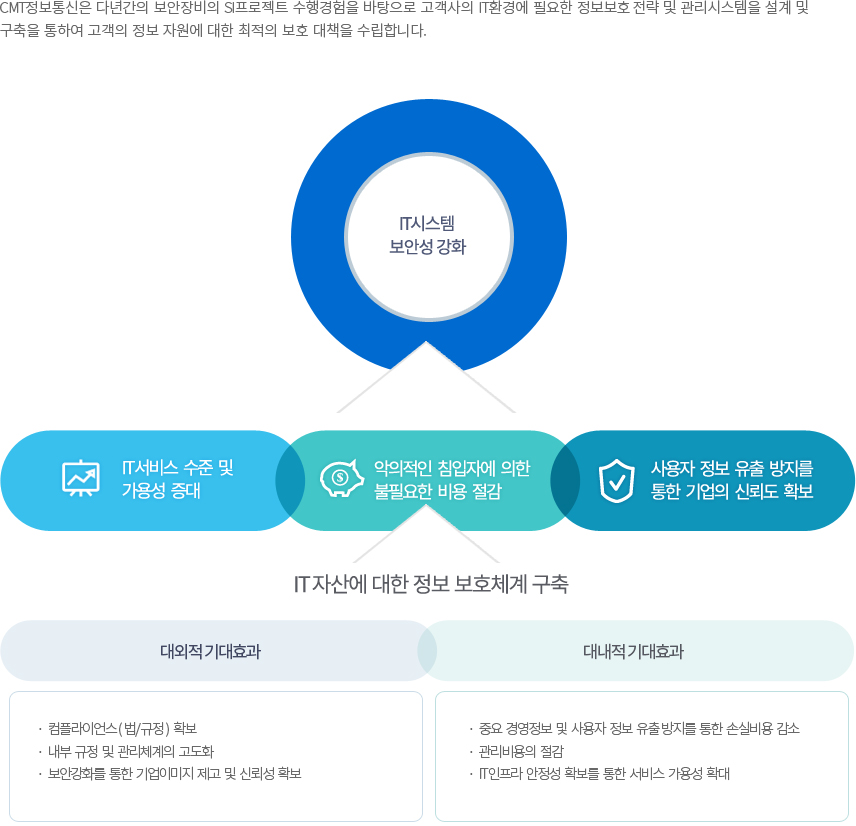 CMT정보통신은 다년간의 보안장비의 SI프로젝트 수행경험을 바탕으로 고객사의 IT환경에 필요한 정보보호 전략 및 관리시스템을 설계 및
구축을 통하여 고객의 정보 자원에 대한 최적의 보호 대책을 수립합니다.
IT시스템
보안성 강화
IT서비스 수준 및
가용성 증대
악의적인 침입자에 의한
불필요한 비용 절감
사용자 정보 유출 방지를
통한 기업의 신뢰도 확보
IT 자산에 대한 정보 보호체계 구축
대외적 기대효과
대내적 기대효과
· 컴플라이언스(법/규정) 확보
· 내부 규정 및 관리체계의 고도화
· 보안강화를 통한 기업이미지 제고 및 신뢰성 확보
· 중요 경영정보 및 사용자 정보 유출방지를 통한 손실비용 감소
· 관리비용의 절감
· IT인프라 안정성 확보를 통한 서비스 가용성 확대